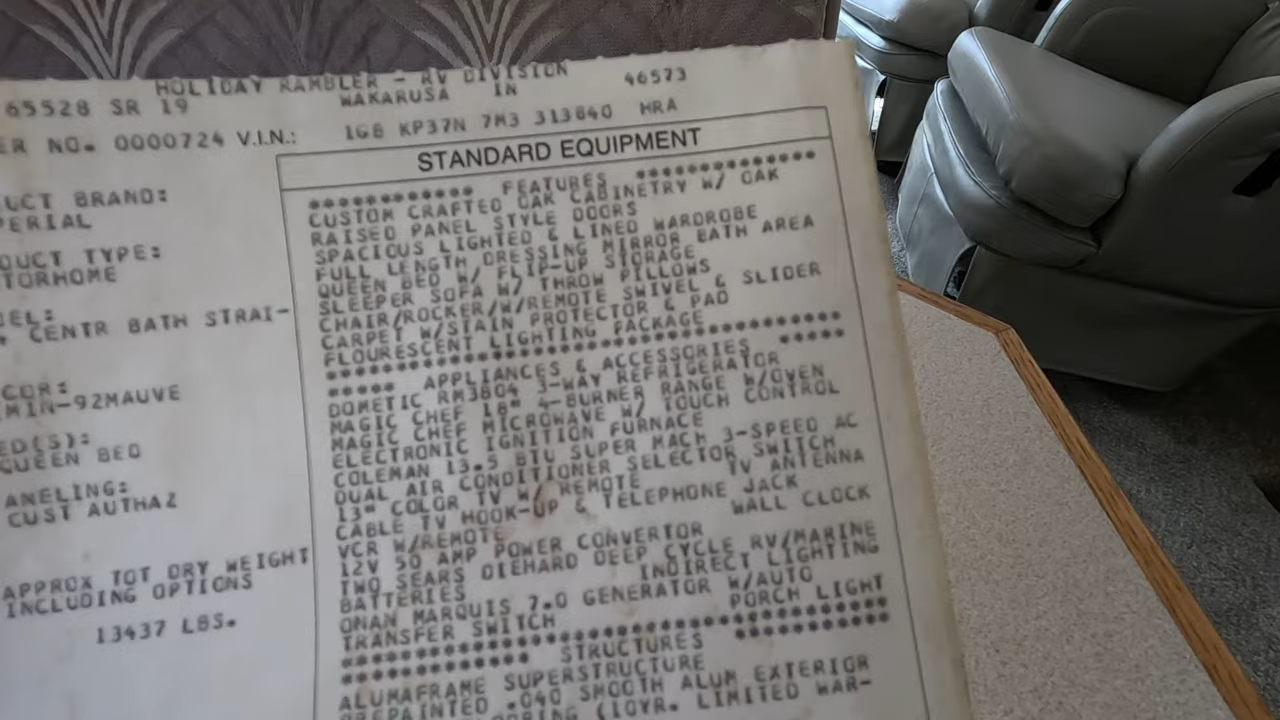 HOLIDAY RAMBLER - RV DIVISION
65528 SR 19 WAKARUSA IN 46573
ER NO. 0000724 V.I.N.: 1GB KP37N 7M3 313640 HRA
UCT BRAND:
PERIAL
DUCT TYPE:
TORHOME
DEL:
CENTR BATH STRAI-
COR:
MIN-92MAUVE
ED(S):
QUEEN BED
ANELING:
CUST AUTHAZ
APPROX TOT DRY WEIGHT
INCLUDING OPTIONS
13437 LBS.
STANDARD EQUIPMENT
********** FEATURES ***********
CUSTOM CRAFTED OAK CABINETRY W/ OAK
RAISED PANEL STYLE DOORS
SPACIOUS LIGHTED & LINED WARDROBE
FULL LENGTH DRESSING MIRROR BATH AREA
QUEEN BED W/ FLIP-UP STORAGE
SLEEPER SOFA W/ THROW PILLOWS
CHAIR/ROCKER/W/REMOTE SWIVEL & SLIDER
CARPET W/STAIN PROTECTOR & PAD
FLOURESCENT LIGHTING PACKAGE
***** APPLIANCES & ACCESSORIES *****
DOMETIC RM3804 3-WAY REFRIGERATOR
MAGIC CHEF 18" 4-BURNER RANGE W/OVEN
MAGIC CHEF MICROWAVE W/ TOUCH CONTROL
ELECTRONIC IGNITION FURNACE
COLEMAN 13.5 BTU SUPER MACH 3-SPEED AC
DUAL AIR CONDITIONER SELECTOR SWITCH
13" COLOR TV W/ REMOTE TV ANTENNA
CABLE TV HOOK-UP & TELEPHONE JACK
VCR W/REMOTE WALL CLOCK
12V 50 AMP POWER CONVERTOR
TWO SEARS DIEHARD DEEP CYCLE RV/MARINE
BATTERIES INDIRECT LIGHTING
ONAN MARQUIS 7.0 GENERATOR W/AUTO
TRANSFER SWITCH PORCH LIGHT
*********** STRUCTURES **********
ALUMAFRAME SUPERSTRUCTURE
PREPAINTED .040 SMOOTH ALUM EXTERIOR
(10YR. LIMITED WAR-